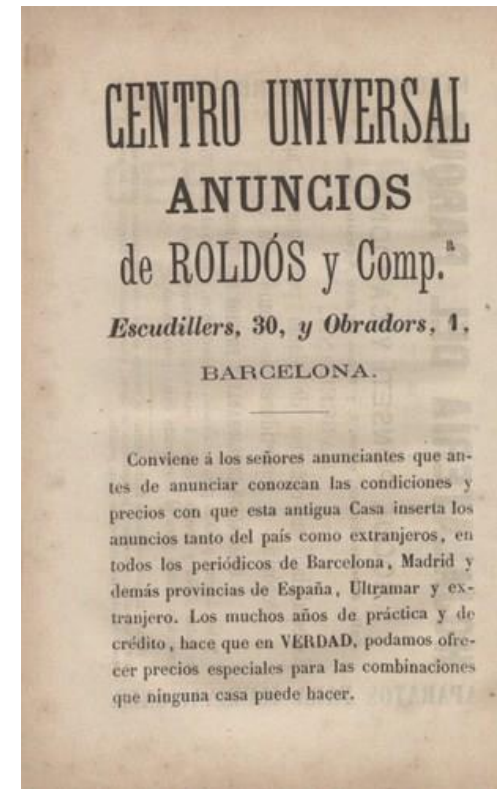 CENTRO UNIVERSAL
ANUNCIOS
de ROLDÓS y Comp.ª
Escudillers, 30, y Obradors, 1,
BARCELONA.
Conviene á los señores anunciantes que an-
tes de anunciar conozcan las condiciones y
precios con que esta antigua Casa inserta los
anuncios tanto del país como extranjeros, en
todos los periódicos de Barcelona, Madrid y
demás provincias de España, Ultramar y ex-
tranjero. Los muchos años de práctica y de
crédito, hace que en VERDAD, podamos ofre-
cer precios especiales para las combinaciones
que ninguna casa puede hacer.